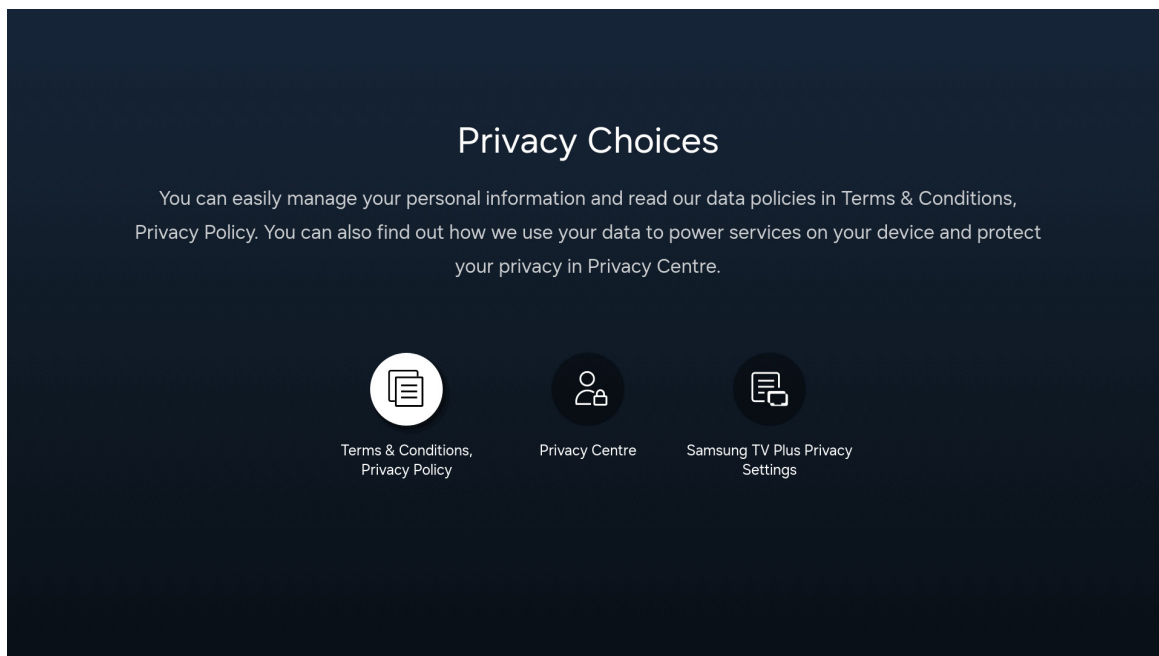 Privacy Choices
You can easily manage your personal information and read our data policies in Terms & Conditions,
Privacy Policy. You can also find out how we use your data to power services on your device and protect
your privacy in Privacy Centre.
Terms & Conditions,
Privacy Policy
Privacy Centre
Samsung TV Plus Privacy
Settings